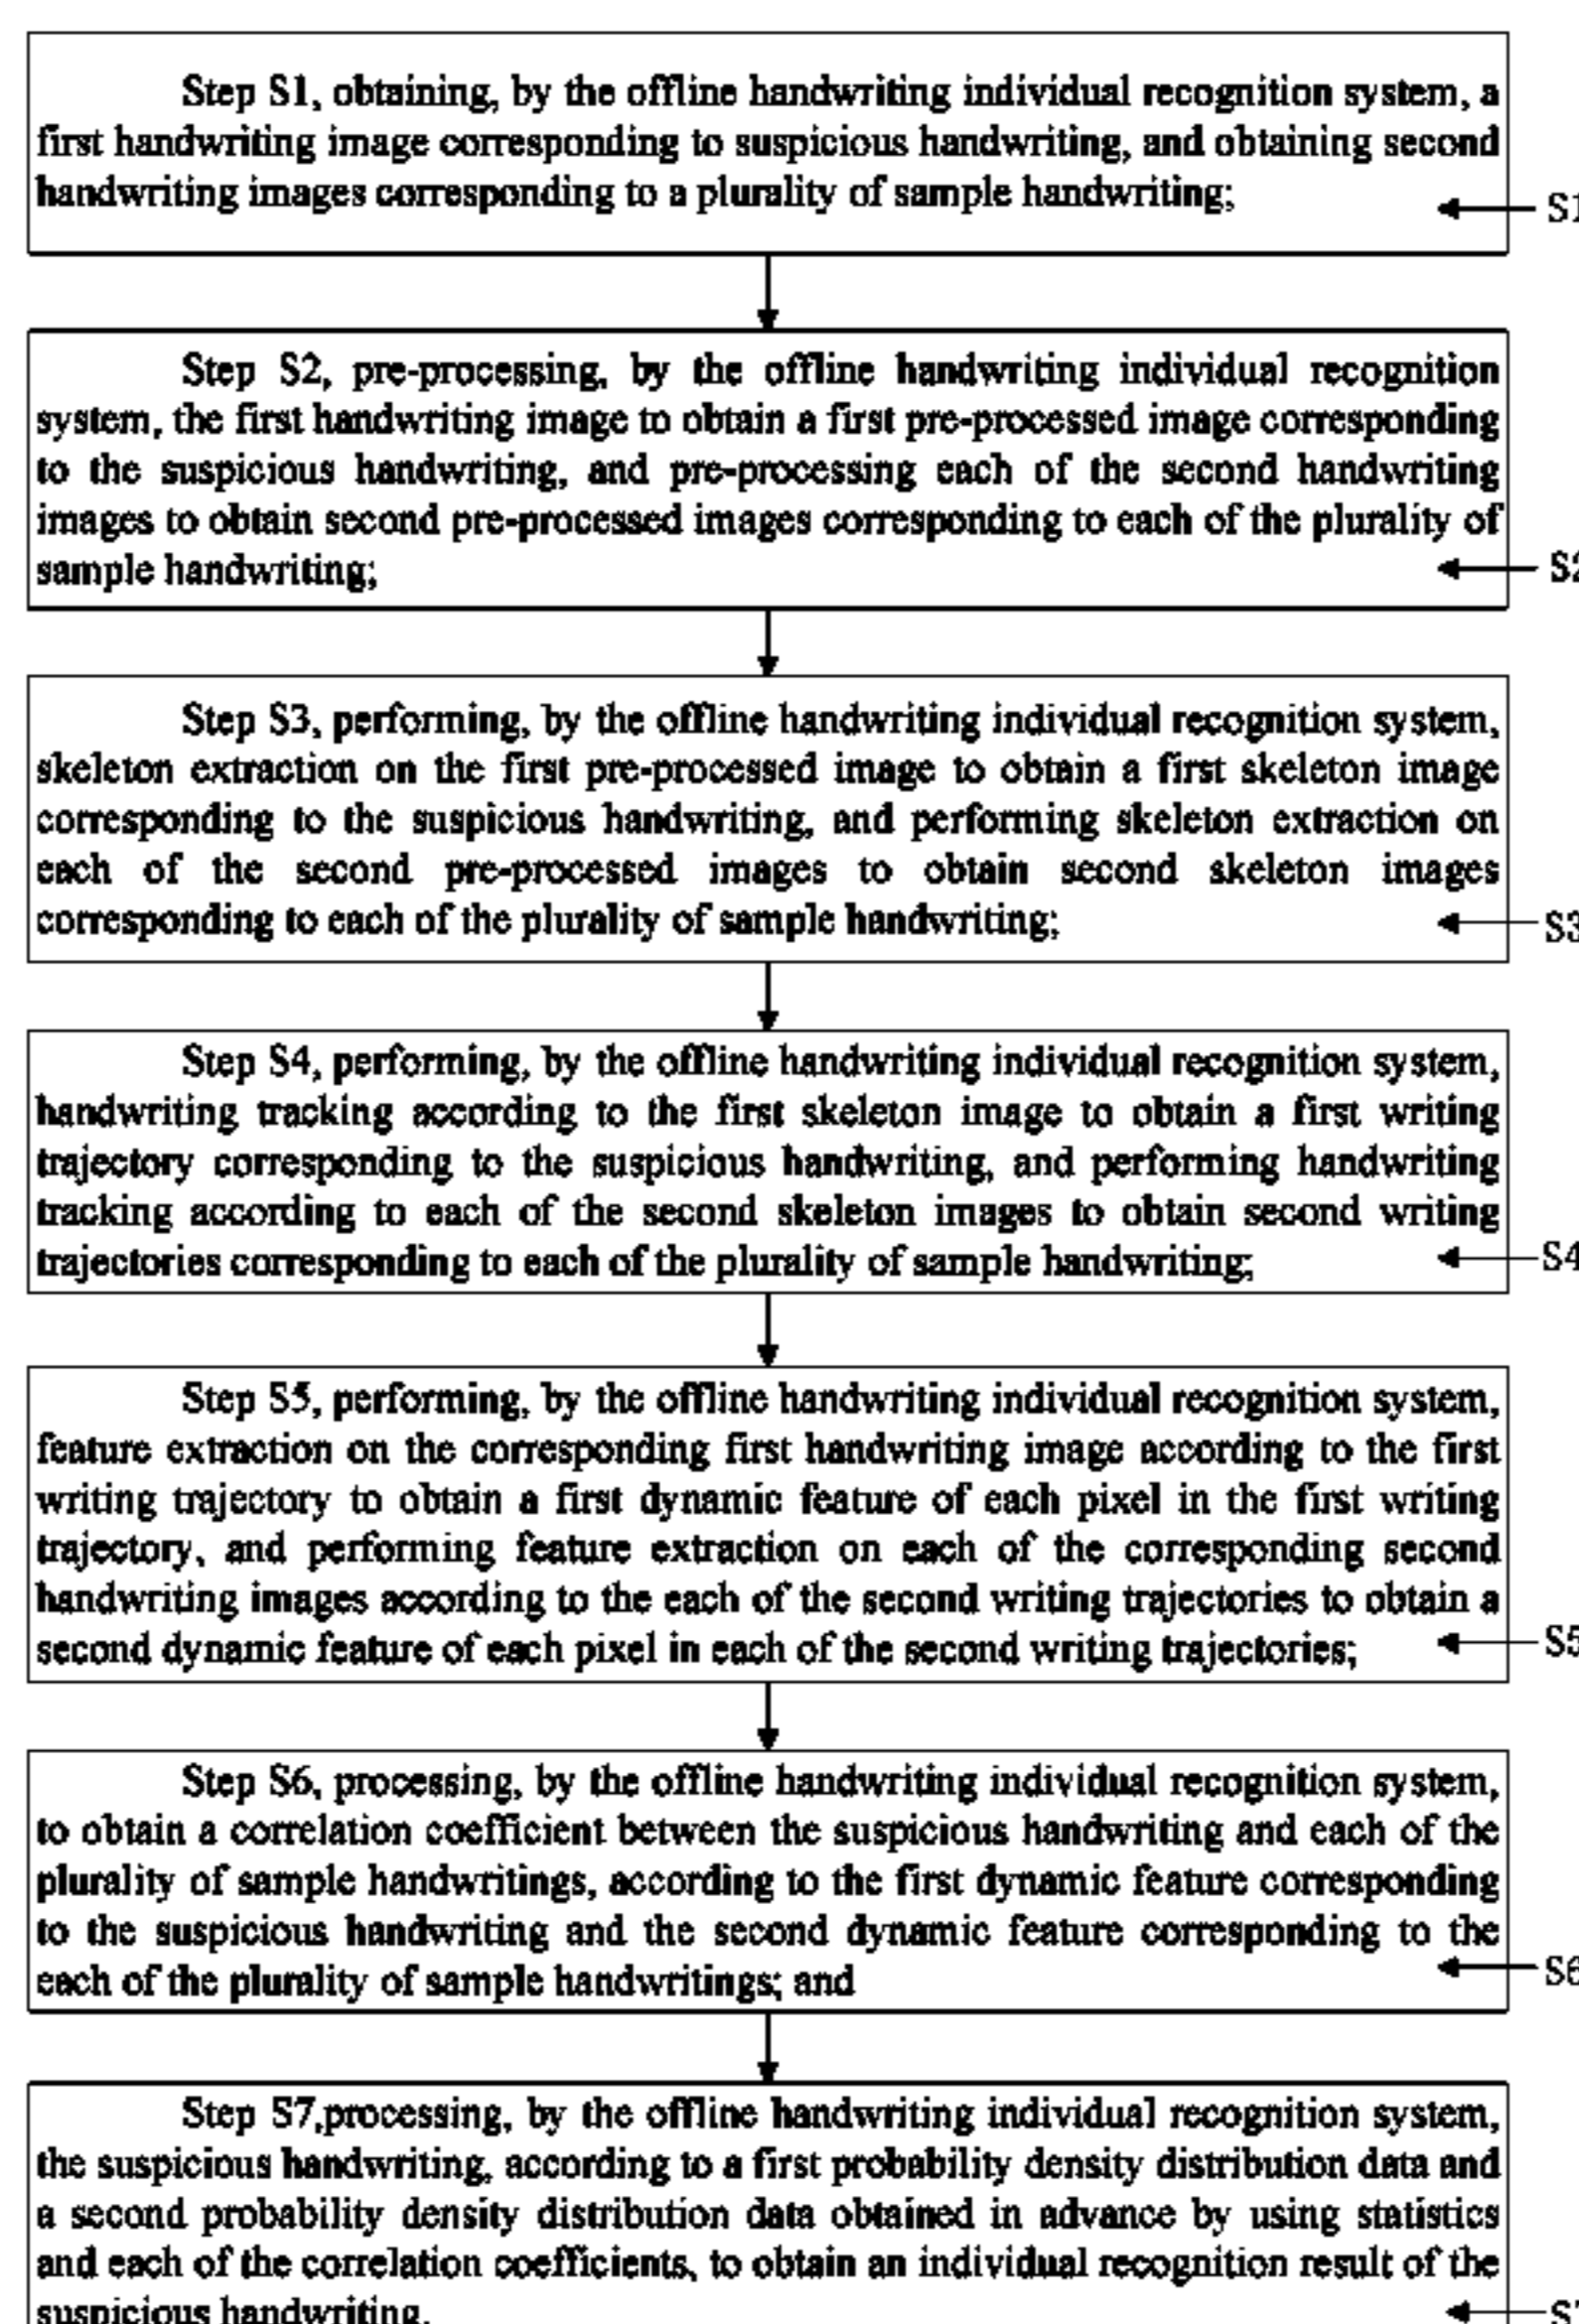 Step S1, obtaining, by the offline handwriting individual recognition system, a
first handwriting image corresponding to suspicious handwriting, and obtaining second
handwriting images corresponding to a plurality of sample handwriting;
S1
Step S2, pre-processing, by the offline handwriting individual recognition
system, the first handwriting image to obtain a first pre-processed image corresponding
to the suspicious handwriting, and pre-processing each of the second handwriting
images to obtain second pre-processed images corresponding to each of the plurality of
sample handwriting;
S2
Step S3, performing, by the offline handwriting individual recognition system,
skeleton extraction on the first pre-processed image to obtain a first skeleton image
corresponding to the suspicious handwriting, and performing skeleton extraction on
each of the second pre-processed images to obtain second skeleton images
corresponding to each of the plurality of sample handwriting;
S3
Step S4, performing, by the offline handwriting individual recognition system,
handwriting tracking according to the first skeleton image to obtain a first writing
trajectory corresponding to the suspicious handwriting, and performing handwriting
tracking according to each of the second skeleton images to obtain second writing
trajectories corresponding to each of the plurality of sample handwriting;
S4
Step S5, performing, by the offline handwriting individual recognition system,
feature extraction on the corresponding first handwriting image according to the first
writing trajectory to obtain a first dynamic feature of each pixel in the first writing
trajectory, and performing feature extraction on each of the corresponding second
handwriting images according to the each of the second writing trajectories to obtain a
second dynamic feature of each pixel in each of the second writing trajectories;
S5
Step S6, processing, by the offline handwriting individual recognition system,
to obtain a correlation coefficient between the suspicious handwriting and each of the
plurality of sample handwritings, according to the first dynamic feature corresponding
to the suspicious handwriting and the second dynamic feature corresponding to the
each of the plurality of sample handwritings; and
S6
Step S7,processing, by the offline handwriting individual recognition system,
the suspicious handwriting, according to a first probability density distribution data and
a second probability density distribution data obtained in advance by using statistics
and each of the correlation coefficients, to obtain an individual recognition result of the
suspicious handwriting.